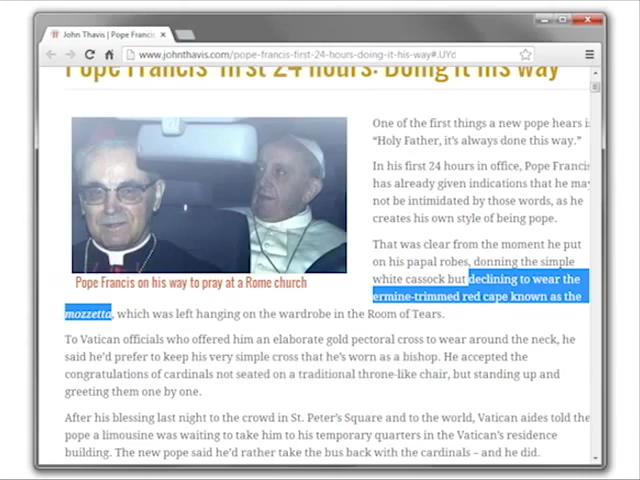 John Thavis | Pope Francis
www.johnthavis.com/pope-francis-first-24-hours-doing-it-his-way#.UYc
Pope Francis' first 24 hours: Doing it his way
One of the first things a new pope hears is
“Holy Father, it’s always done this way.”
In his first 24 hours in office, Pope Francis
has already given indications that he may
not be intimidated by those words, as he
creates his own style of being pope.
That was clear from the moment he put
on his papal robes, donning the simple
white cassock but declining to wear the
ermine-trimmed red cape known as the
mozzetta, which was left hanging on the wardrobe in the Room of Tears.
Pope Francis on his way to pray at a Rome church
To Vatican officials who offered him an elaborate gold pectoral cross to wear around the neck, he
said he’d prefer to keep his very simple cross that he’s worn as a bishop. He accepted the
congratulations of cardinals not seated on a traditional throne-like chair, but standing up and
greeting them one by one.
After his blessing last night to the crowd in St. Peter’s Square and to the world, Vatican aides told the
pope a limousine was waiting to take him to his temporary quarters in the Vatican’s residence
building. The new pope said he’d rather take the bus back with the cardinals – and he did.